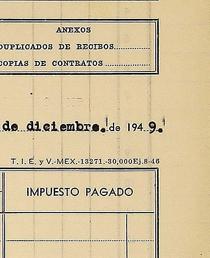 ANEXOS
DUPLICADOS DE RECIBOS
COPIAS DE CONTRATOS
de diciembre. de 1949.
T. I. E, y V.-MEX.-13271.-30,000Ej.8-46
IMPUESTO PAGADO